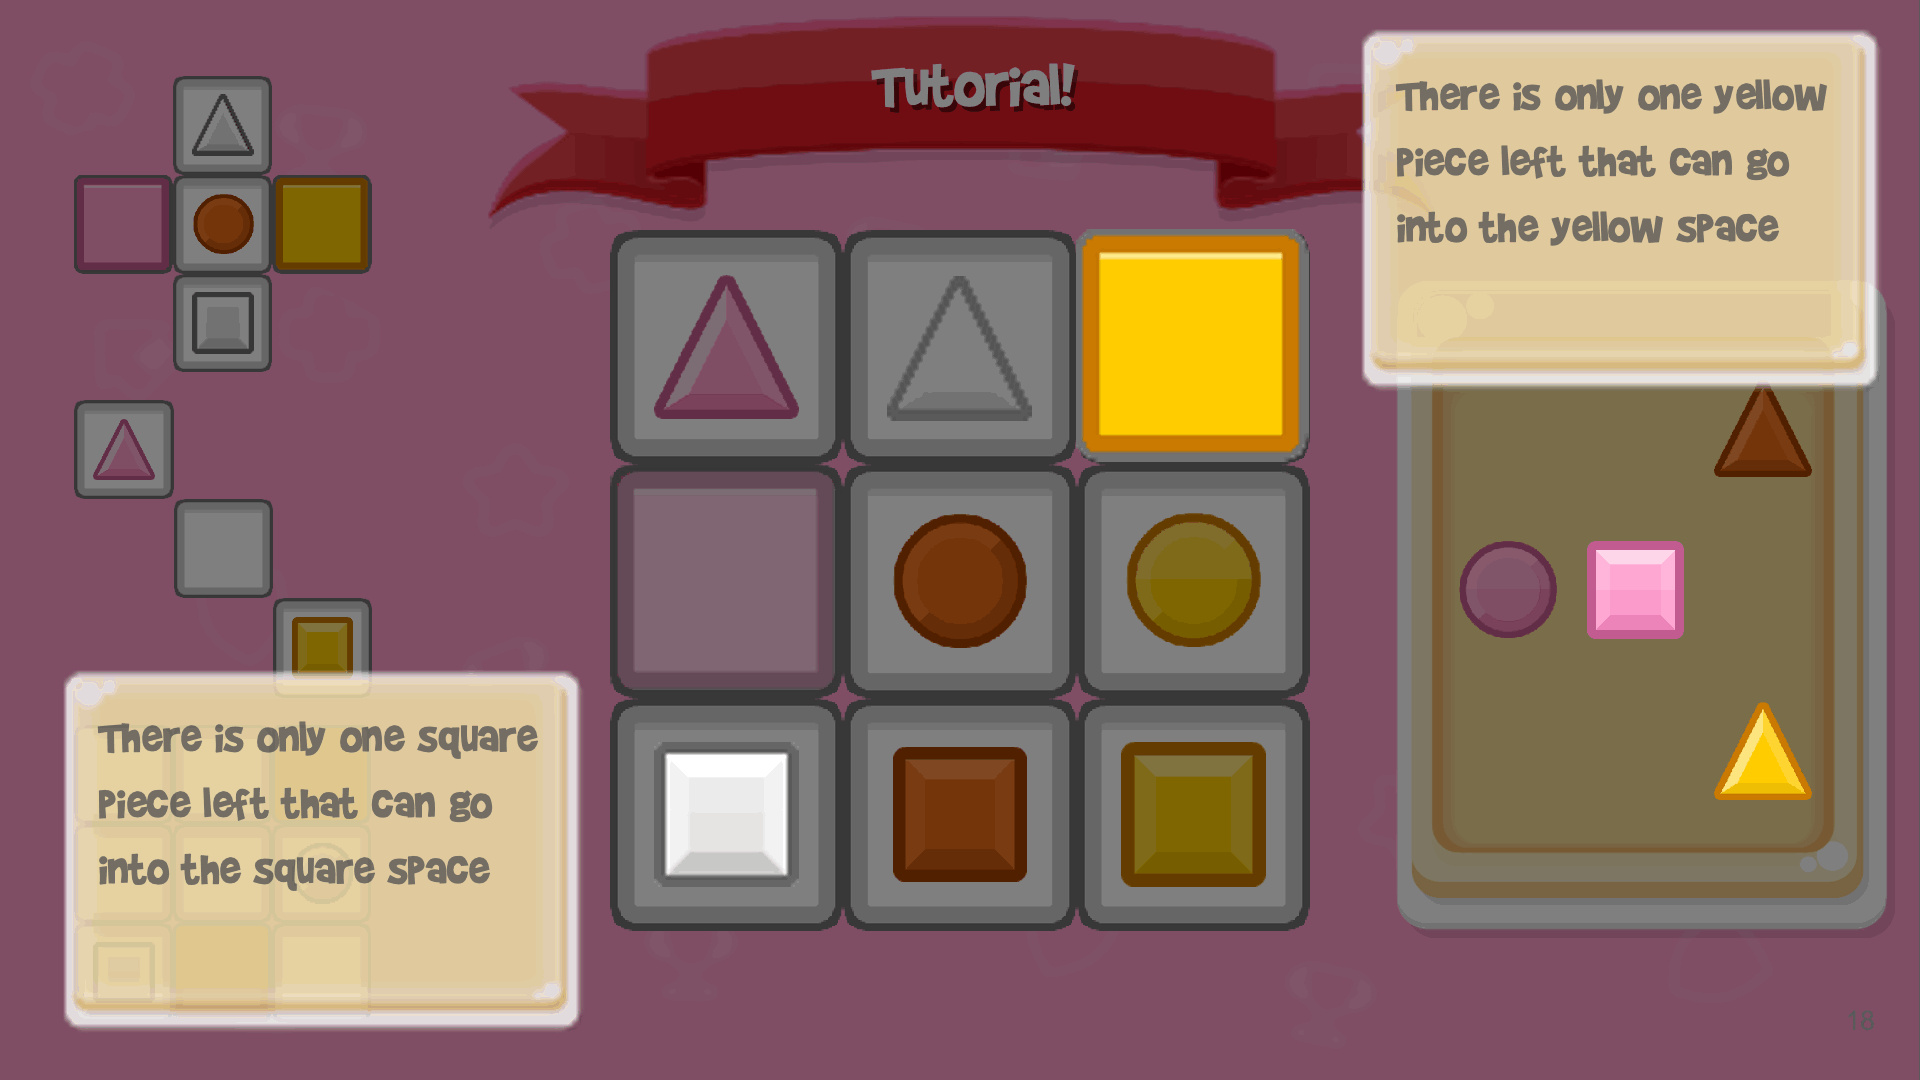 Tutorial!
There is only one yellow
piece left that can go
into the yellow space
There is only one square
piece left that can go
into the square space
18